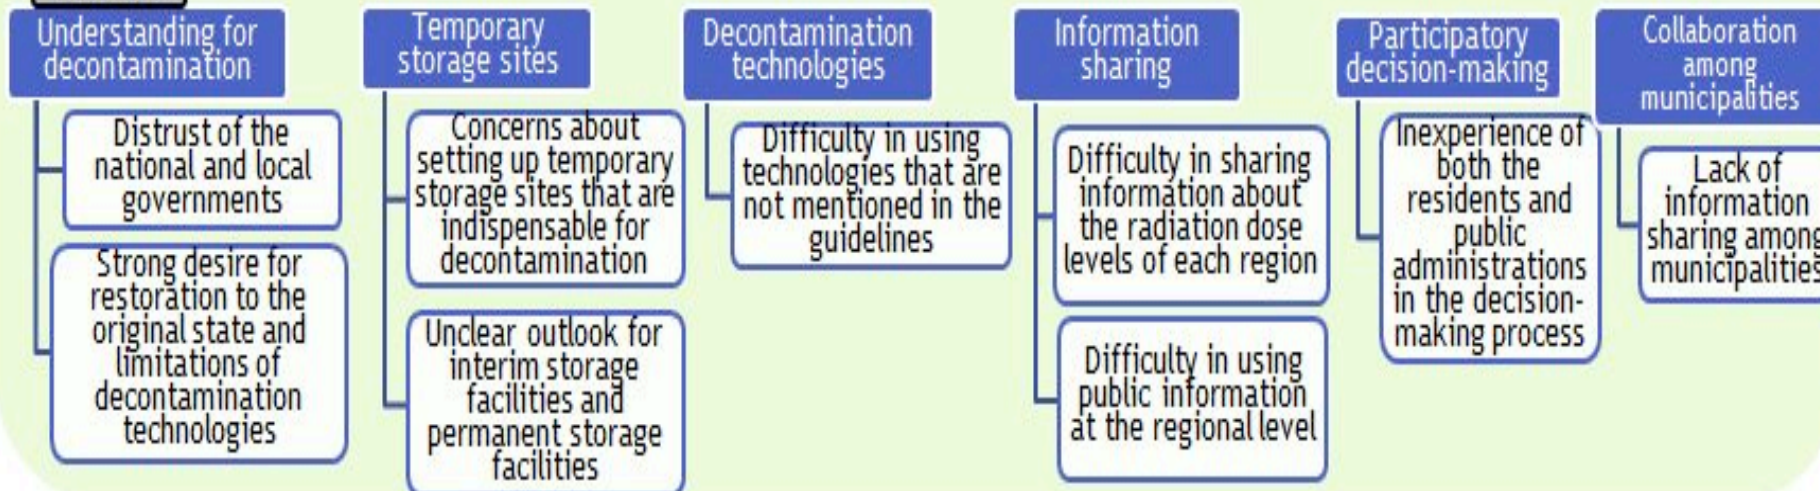 Understanding for
decontamination
Distrust of the
national and local
governments
Strong desire for
restoration to the
original state and
limitations of
decontamination
technologies
Temporary
storage sites
Concerns about
setting up temporary
storage sites that are
indispensable for
decontamination
Unclear outlook for
interim storage
facilities and
permanent storage
facilities
Decontamination
technologies
Difficulty in using
technologies that are
not mentioned in the
guidelines
Information
sharing
Difficulty in sharing
information about
the radiation dose
levels of each region
Difficulty in using
public information
at the regional level
Participatory
decision-making
Inexperience of
both the
residents and
public
administrations
in the decision-
making process
Collaboration
among
municipalities
Lack of
information
sharing among
municipalities